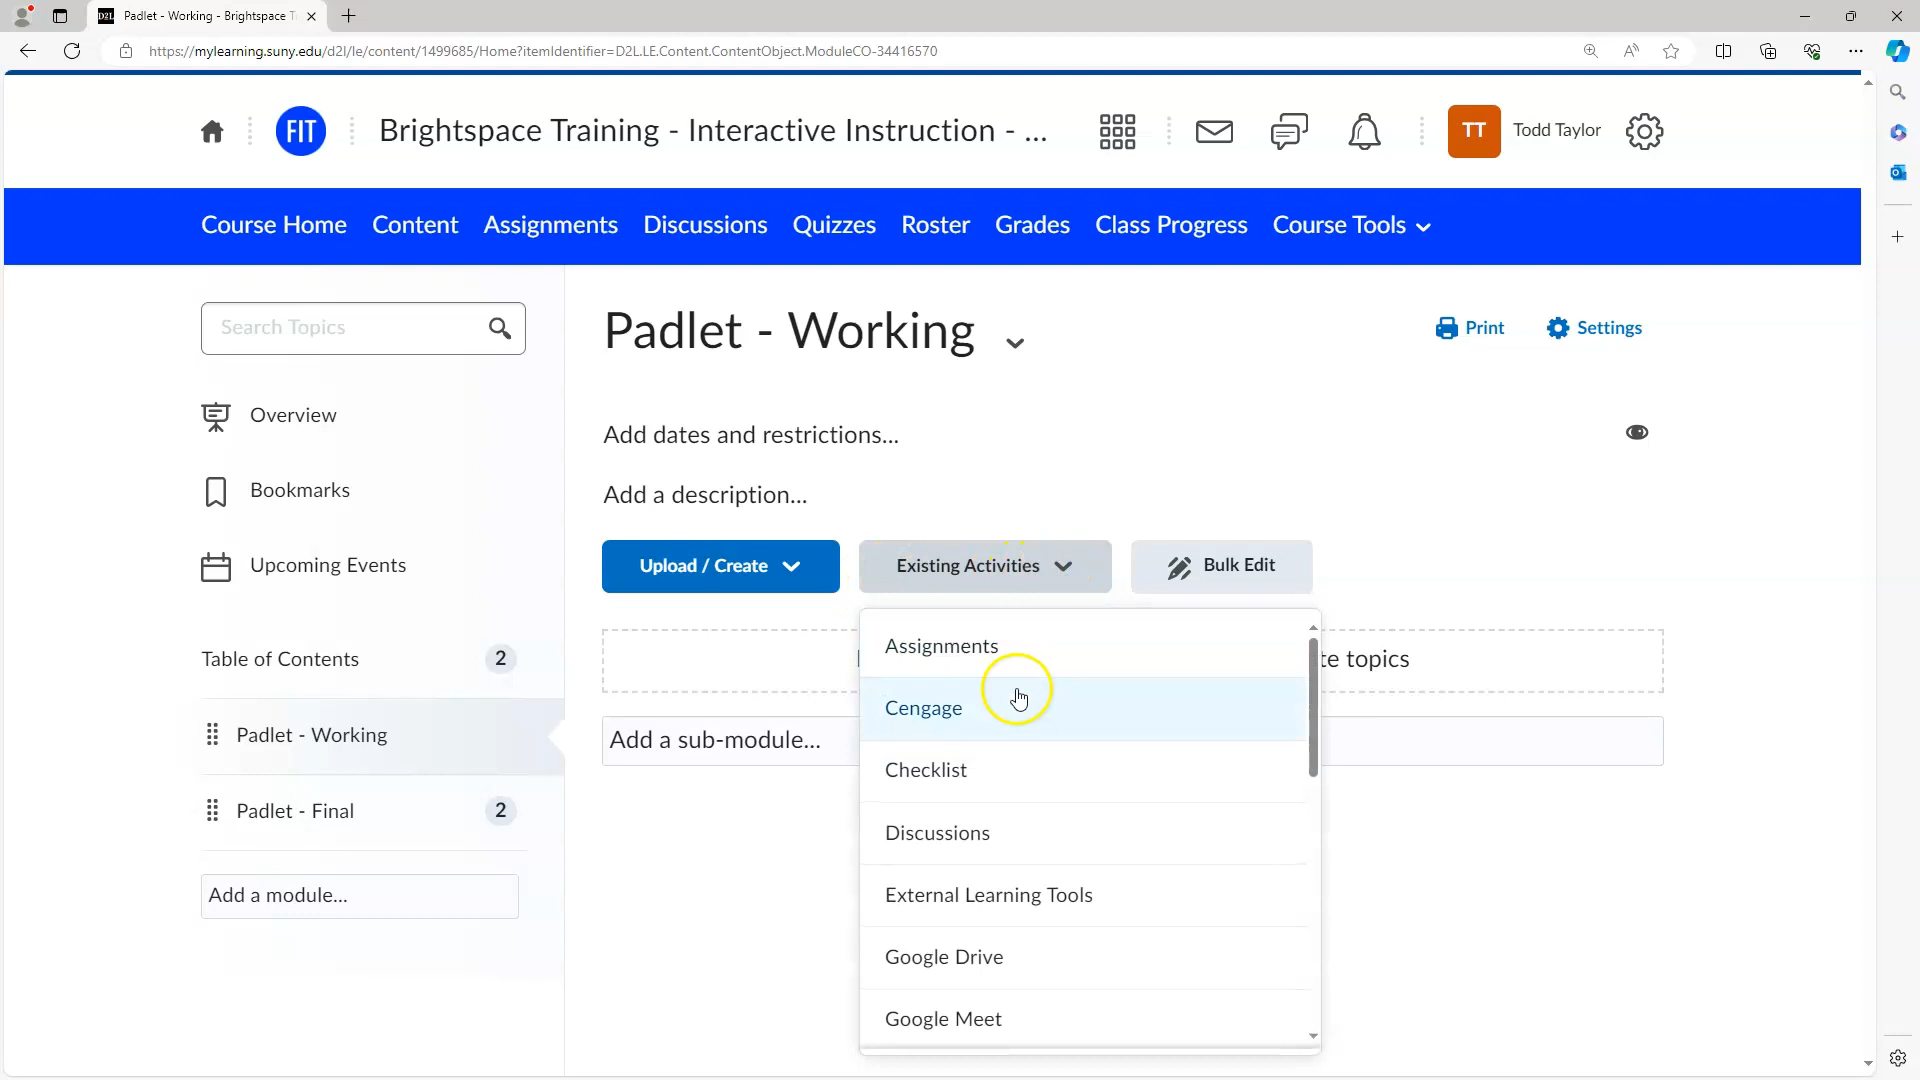 D2L Padlet - Working - Brightspace T
https://mylearning.suny.edu/d2l/le/content/1499685/Home?itemIdentifier=D2L.LE.Content.ContentObject.ModuleCO-34416570
FIT
Brightspace Training - Interactive Instruction - ...
TT
Todd Taylor
Course Home Content Assignments Discussions Quizzes Roster Grades Class Progress Course Tools
Search Topics
Overview
Bookmarks
Upcoming Events
Table of Contents 2
Padlet - Working
Padlet - Final 2
Add a module...
Padlet - Working
Print
Settings
Add dates and restrictions...
Add a description...
Upload / Create
Existing Activities
Bulk Edit
te topics
Add a sub-module...
Assignments
Cengage
Checklist
Discussions
External Learning Tools
Google Drive
Google Meet